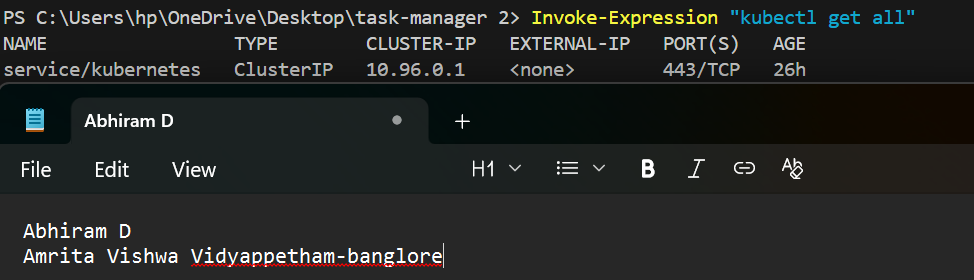 PS C:\Users\hp\OneDrive\Desktop\task-manager 2> Invoke-Expression "kubectl get all"
NAME TYPE CLUSTER-IP EXTERNAL-IP PORT(S) AGE
service/kubernetes ClusterIP 10.96.0.1 <none> 443/TCP 26h
Abhiram D
File Edit View H1 B I
Abhiram D
Amrita Vishwa Vidyappetham-banglore